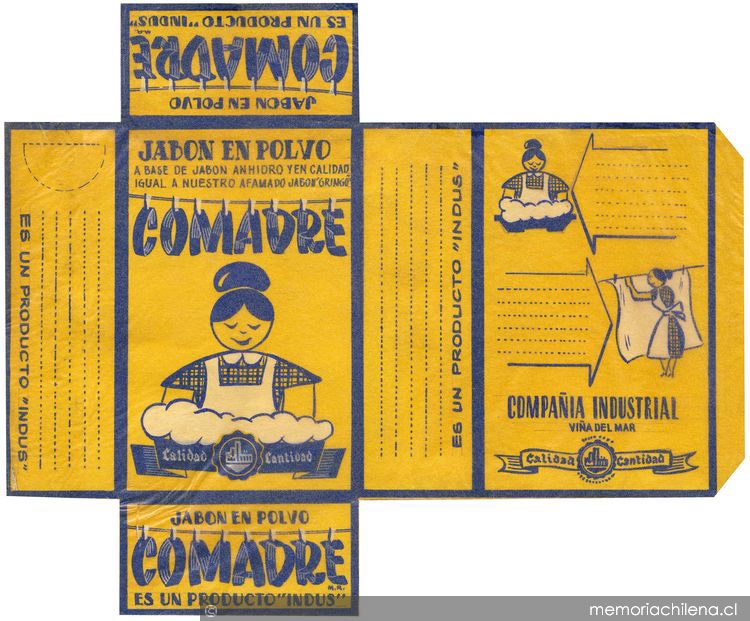 ES UN PRODUCTO "INDUS"
M.R.
COMADRE
JABON EN POLVO
ES UN PRODUCTO "INDUS"
JABON EN POLVO
A BASE DE JABON ANHIDRO Y EN CALIDAD
IGUAL A NUESTRO AFAMADO JABON "GRINGO"
COMADRE
Calidad Cantidad
ES UN PRODUCTO "INDUS"
COMPAÑIA INDUSTRIAL
VIÑA DEL MAR
Calidad Cantidad
JABON EN POLVO
COMADRE
M.R.
ES UN PRODUCTO "INDUS"
© memoriachilena.cl